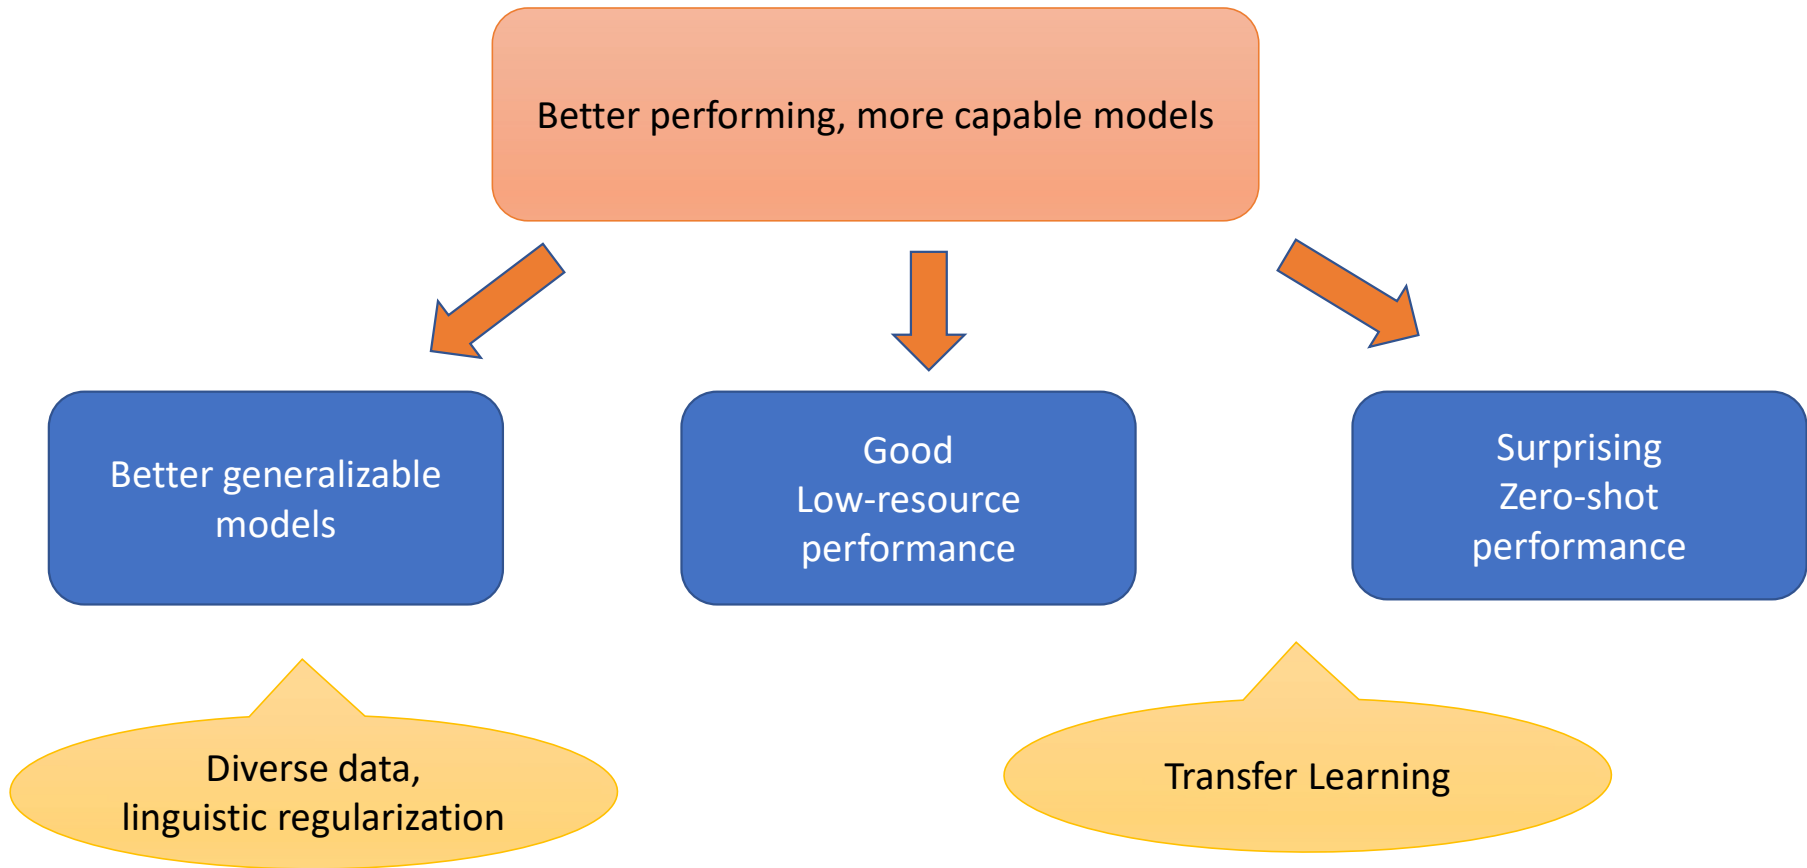 Better performing, more capable models
Better generalizable
models
Good
Low-resource
performance
Surprising
Zero-shot
performance
Diverse data,
linguistic regularization
Transfer Learning